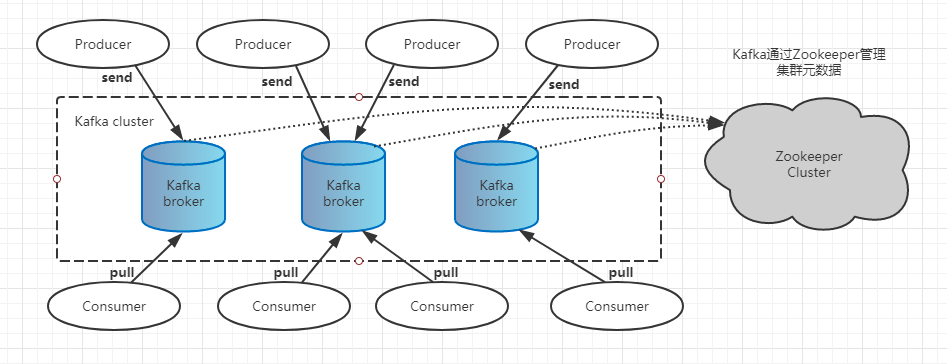 Producer
Producer
Producer
Producer
send
send
send
send
Kafka通过Zookeeper管理
集群元数据
Kafka cluster
Kafka
broker
Kafka
broker
Kafka
broker
Zookeeper
Cluster
pull
pull
pull
pull
Consumer
Consumer
Consumer
Consumer